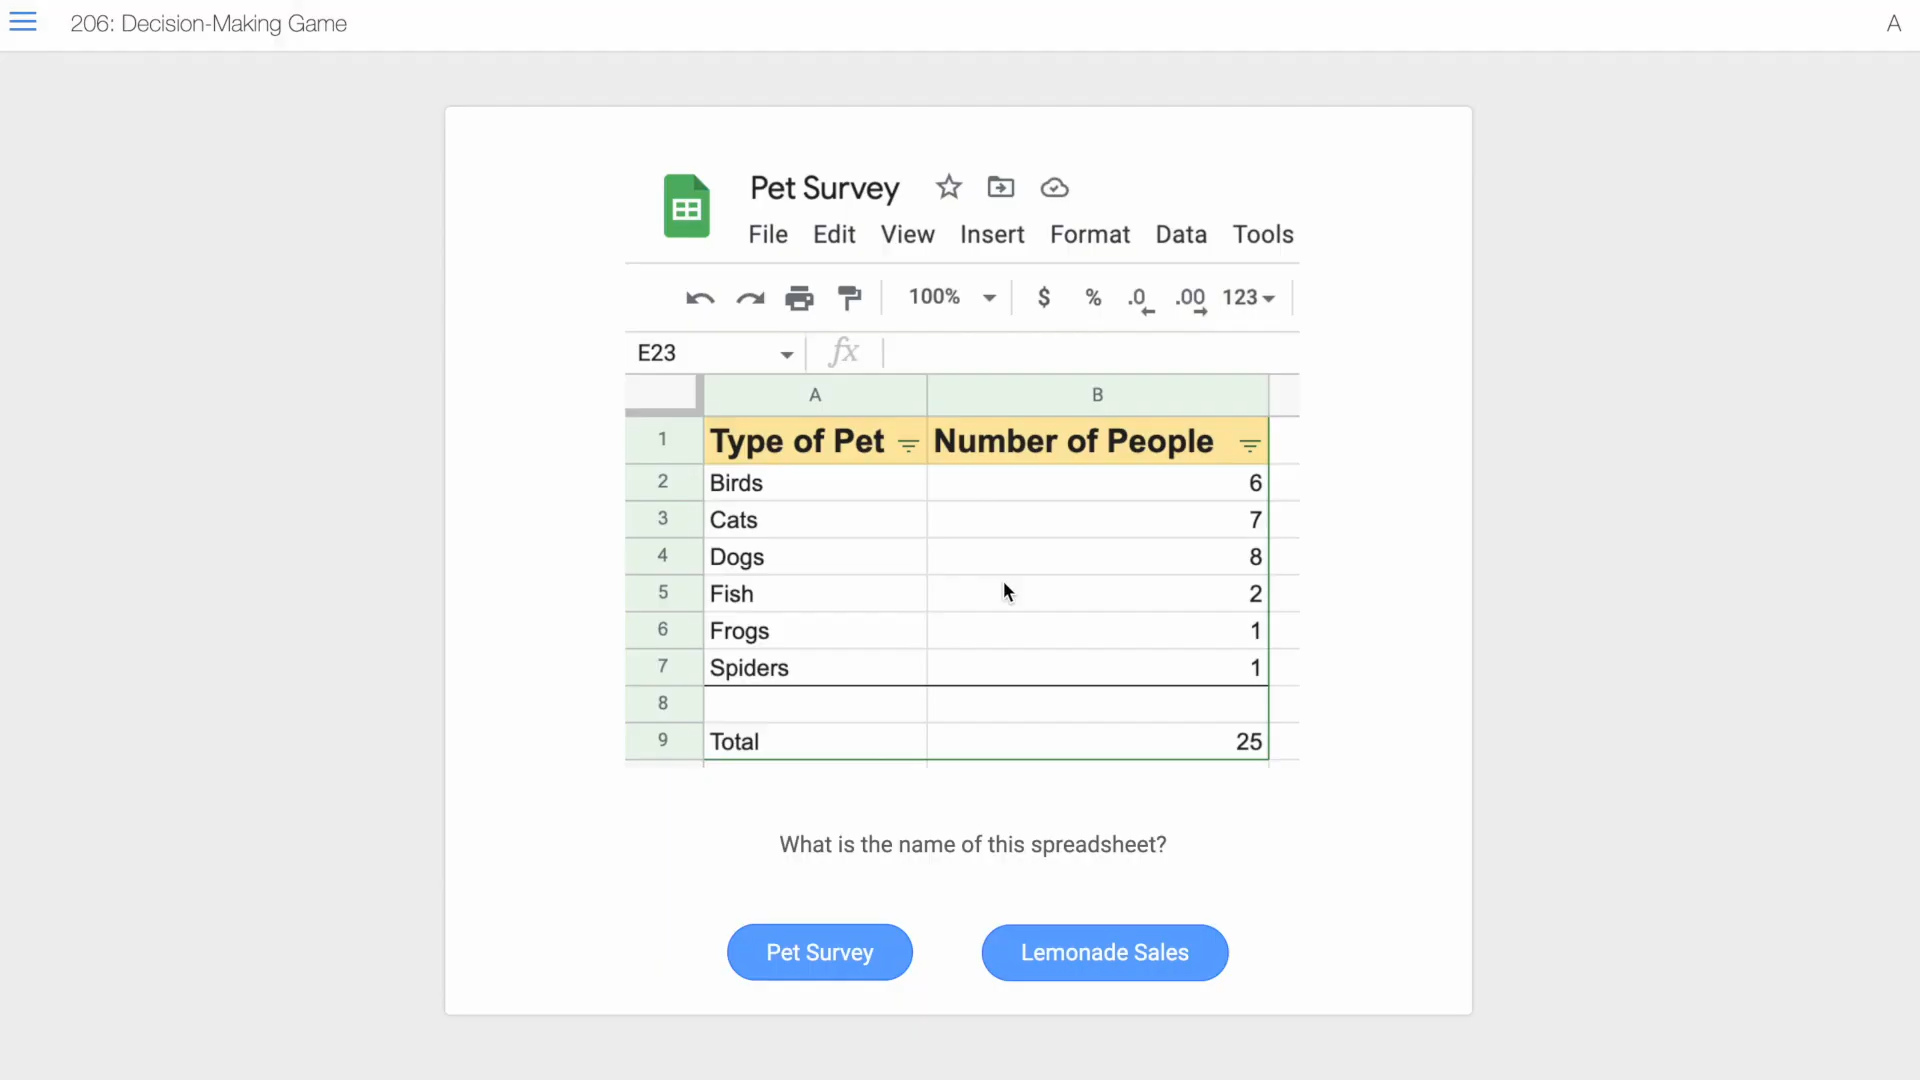 206: Decision-Making Game
A
Pet Survey
File Edit View Insert Format Data Tools
100% $ % .0 .00 123
E23 fx
A B
1 Type of Pet Number of People
2 Birds 6
3 Cats 7
4 Dogs 8
5 Fish 2
6 Frogs 1
7 Spiders 1
8
9 Total 25
What is the name of this spreadsheet?
Pet Survey Lemonade Sales